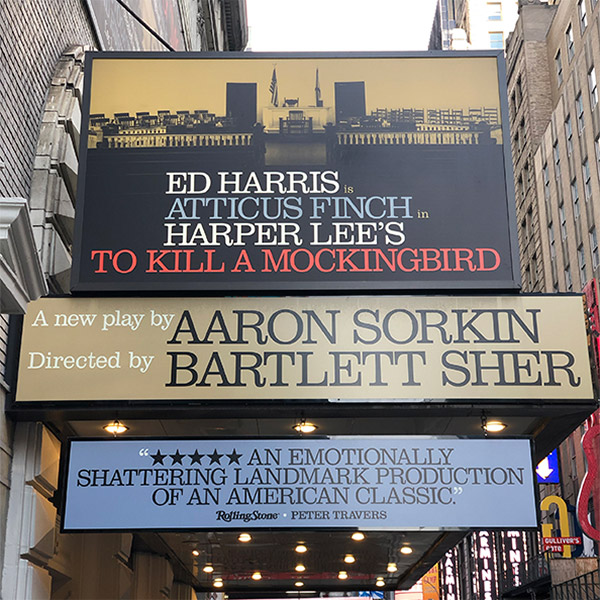 ED HARRIS is
ATTICUS FINCH in
HARPER LEE'S
TO KILL A MOCKINGBIRD
A new play by AARON SORKIN
Directed by BARTLETT SHER
“★★★★★ AN EMOTIONALLY
SHATTERING LANDMARK PRODUCTION
OF AN AMERICAN CLASSIC.”
RollingStone • PETER TRAVERS
GULLIVER'S
GATE